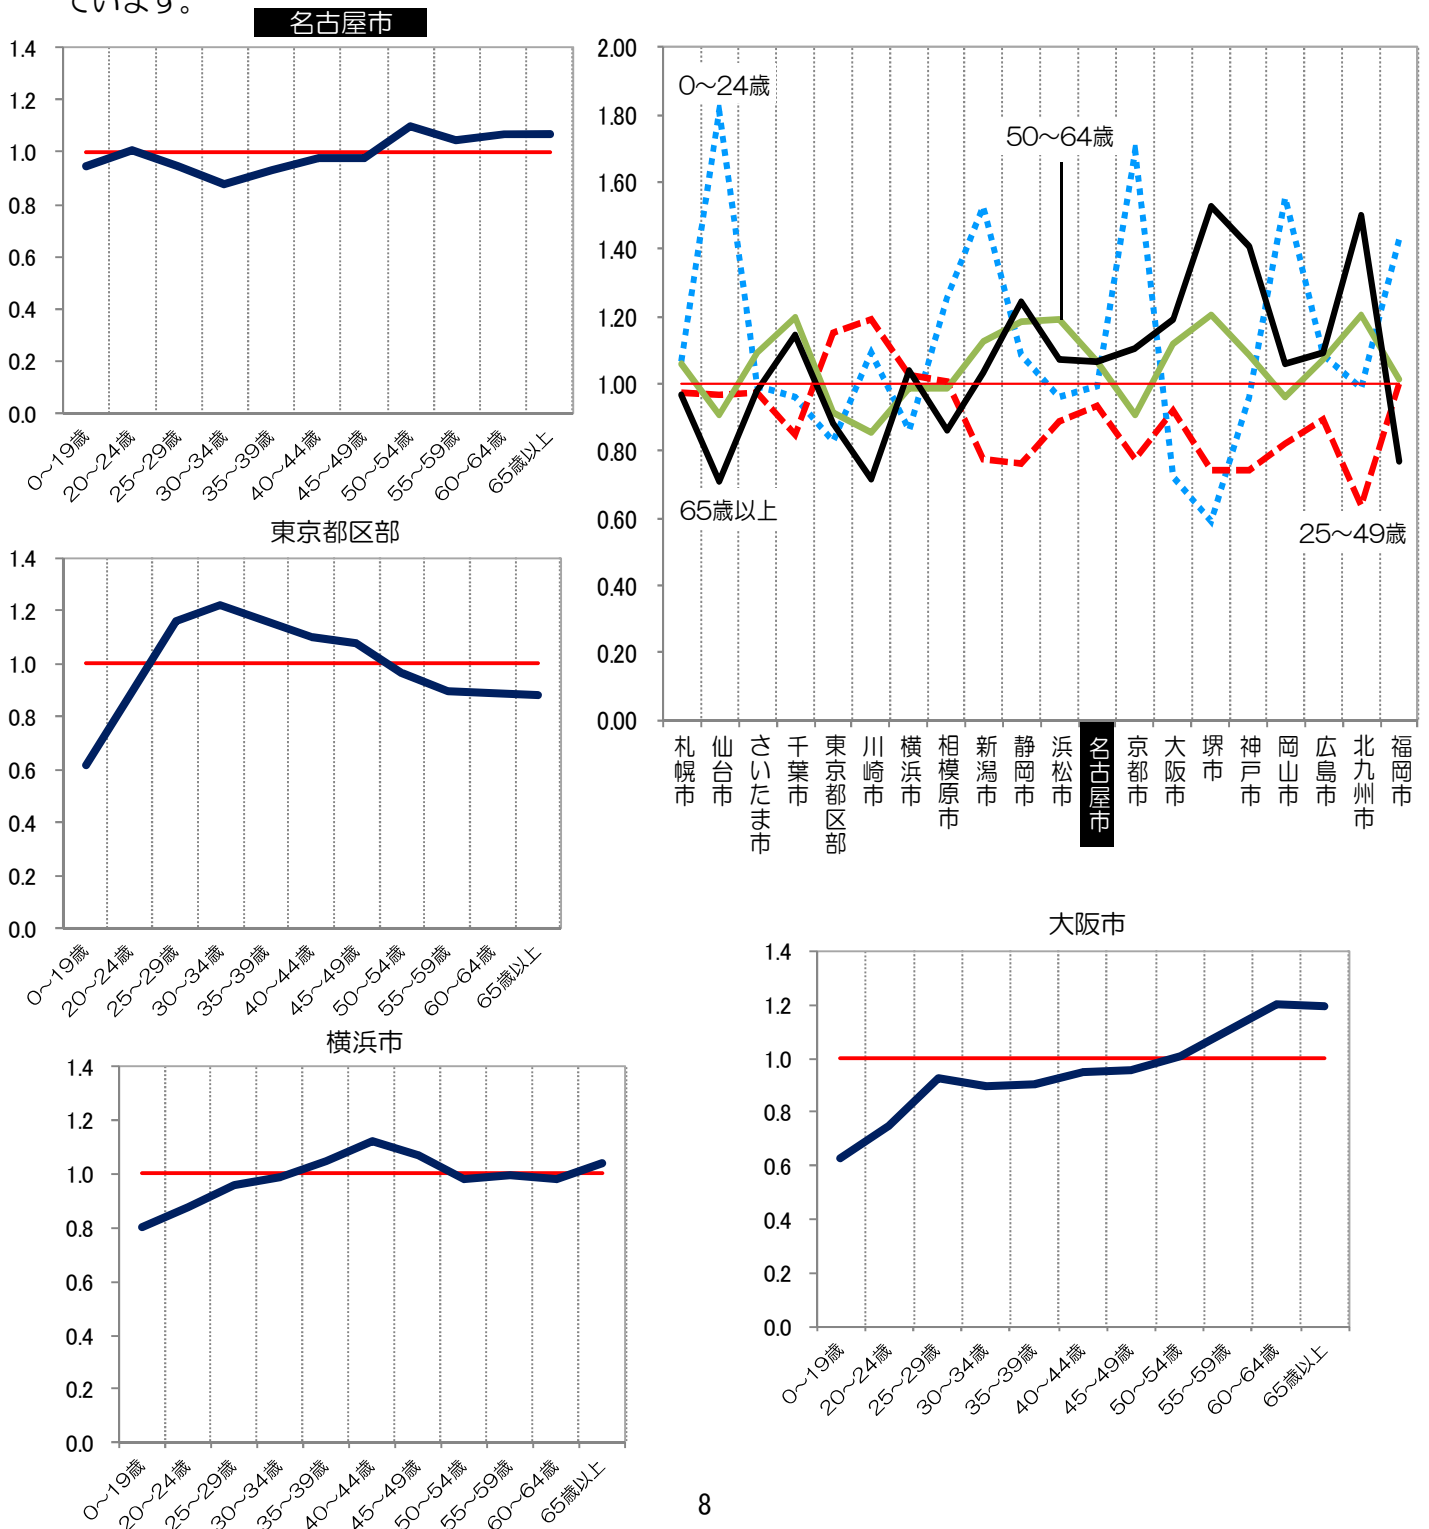 ています。
名古屋市
1.4
1.2
1.0
0.8
0.6
0.4
0.2
0.0
0～19歳
20～24歳
25～29歳
30～34歳
35～39歳
40～44歳
45～49歳
50～54歳
55～59歳
60～64歳
65歳以上
2.00
1.80
1.60
1.40
1.20
1.00
0.80
0.60
0.40
0.20
0.00
0～24歳
50～64歳
65歳以上
25～49歳
札幌市
仙台市
さいたま市
千葉市
東京都区部
川崎市
横浜市
相模原市
新潟市
静岡市
浜松市
名古屋市
京都市
大阪市
堺市
神戸市
岡山市
広島市
北九州市
福岡市
東京都区部
1.4
1.2
1.0
0.8
0.6
0.4
0.2
0.0
0～19歳
20～24歳
25～29歳
30～34歳
35～39歳
40～44歳
45～49歳
50～54歳
55～59歳
60～64歳
65歳以上
大阪市
1.4
1.2
1.0
0.8
0.6
0.4
0.2
0.0
0～19歳
20～24歳
25～29歳
30～34歳
35～39歳
40～44歳
45～49歳
50～54歳
55～59歳
60～64歳
65歳以上
横浜市
1.4
1.2
1.0
0.8
0.6
0.4
0.2
0.0
0～19歳
20～24歳
25～29歳
30～34歳
35～39歳
40～44歳
45～49歳
50～54歳
55～59歳
60～64歳
65歳以上
8